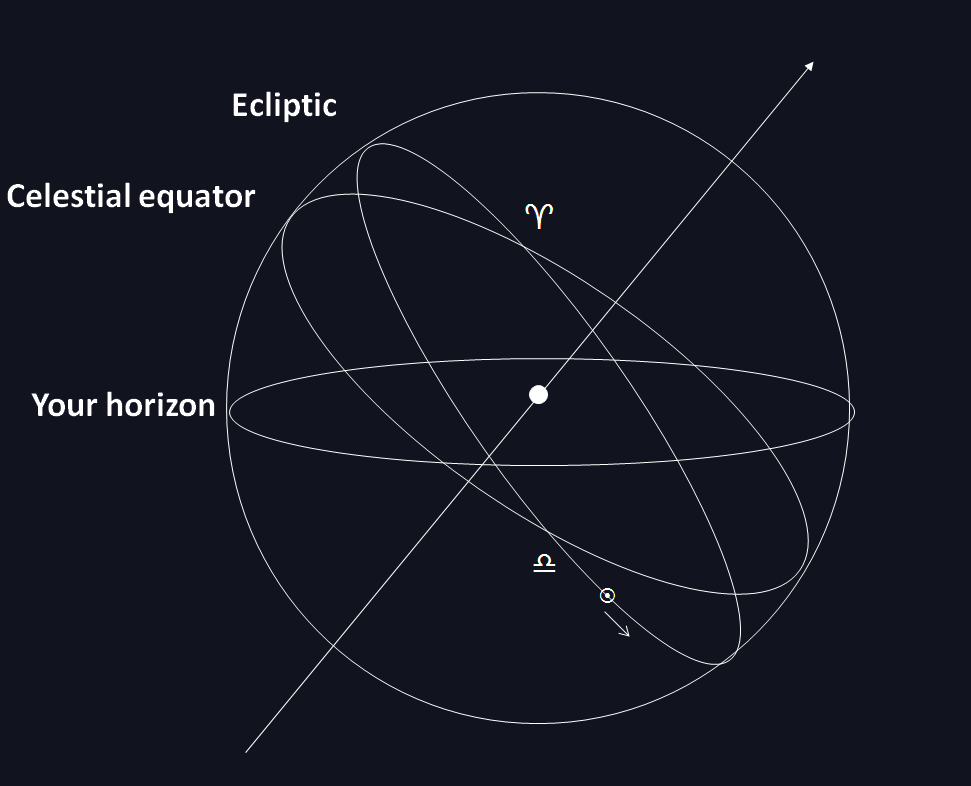 Ecliptic
Celestial equator
♈
Your horizon
♎
☉